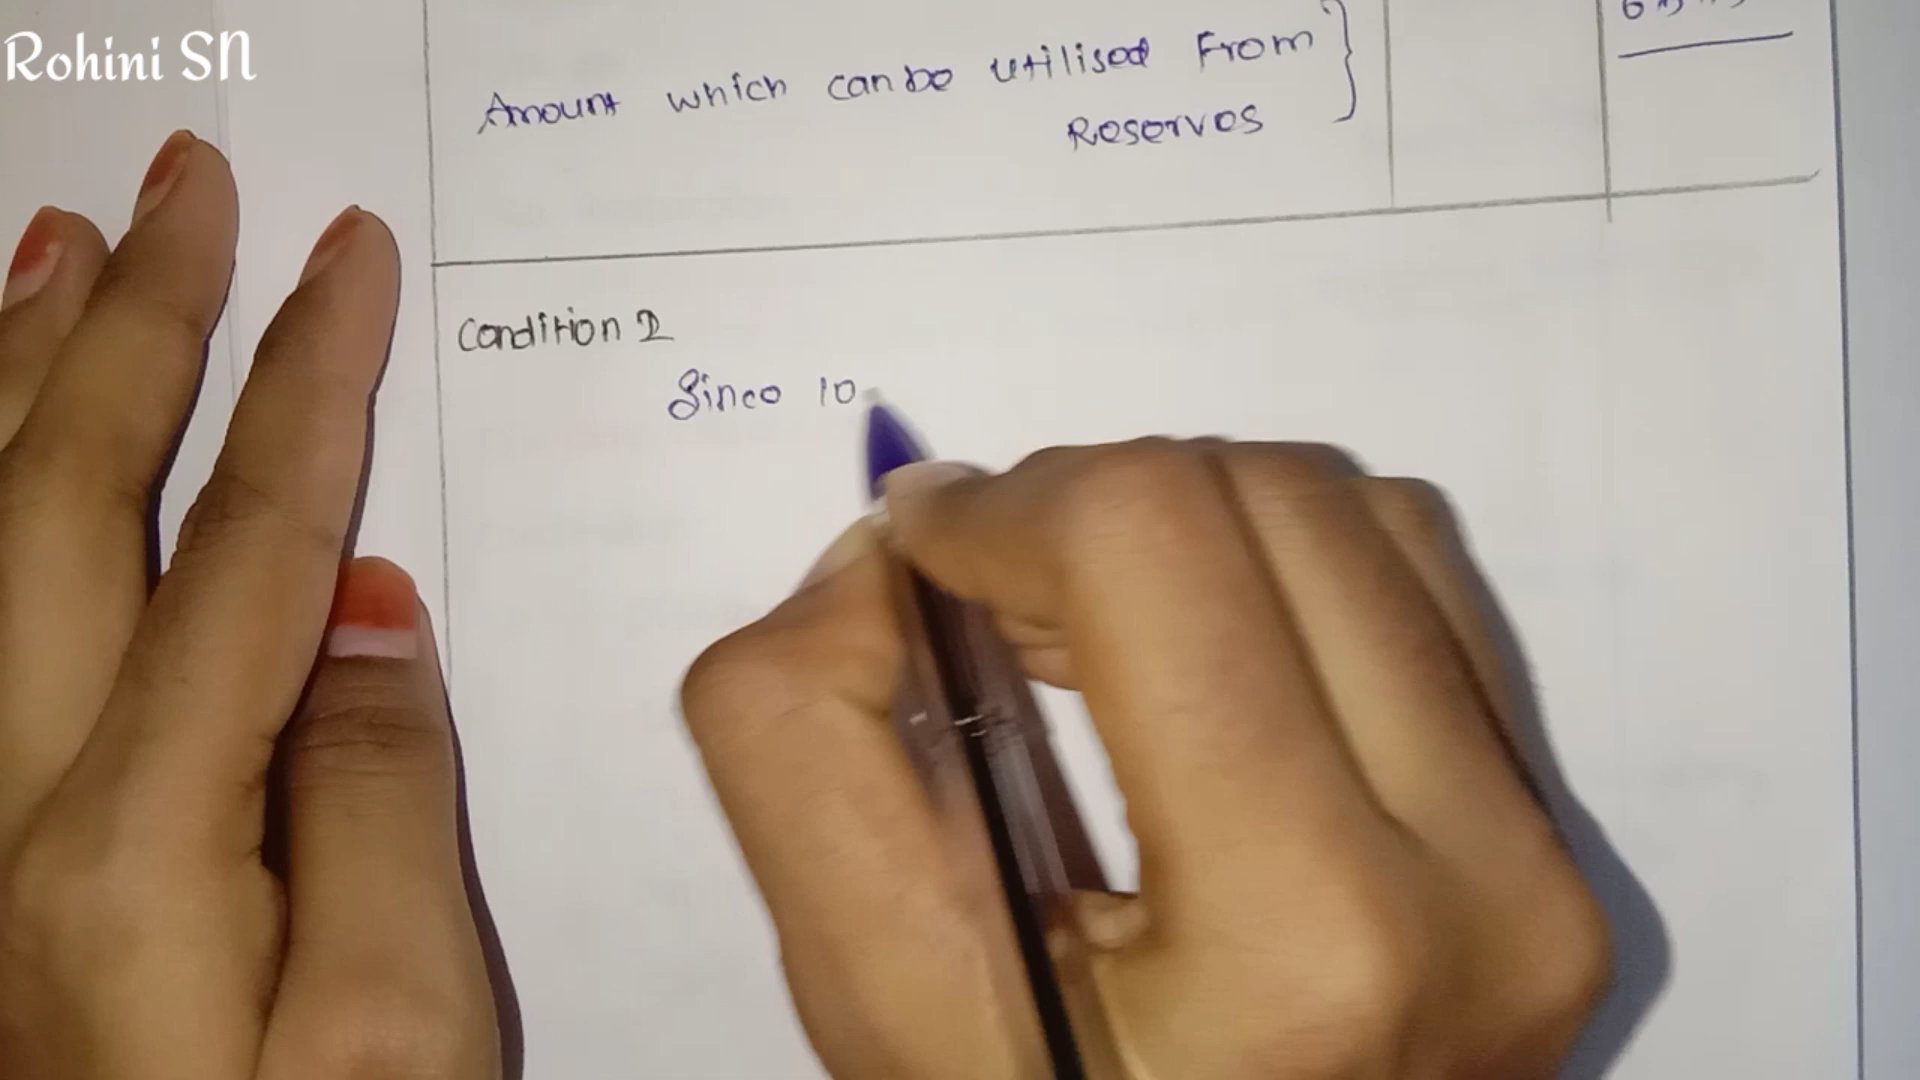 Rohini SN
Amount which can be utilised From
Reserves
Condition 2
Since 10